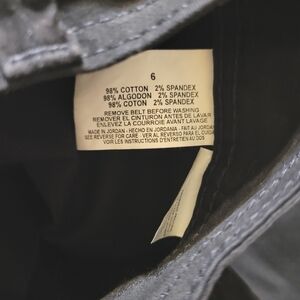 6
98% COTTON 2% SPANDEX
98% ALGODON 2% SPANDEX
98% COTON 2% SPANDEX
REMOVE BELT BEFORE WASHING
REMOVER EL CINTURON ANTES DE LAVAR
ENLEVEZ LA COURROIE AVANT LAVAGE
MADE IN JORDAN - HECHO EN JORDANIA - FAIT AU JORDAN
SEE REVERSE FOR CARE - VER AL REVERSO PARA EL
VOIR LES INSTRUCTIONS D'ENTRETIEN AU DOS